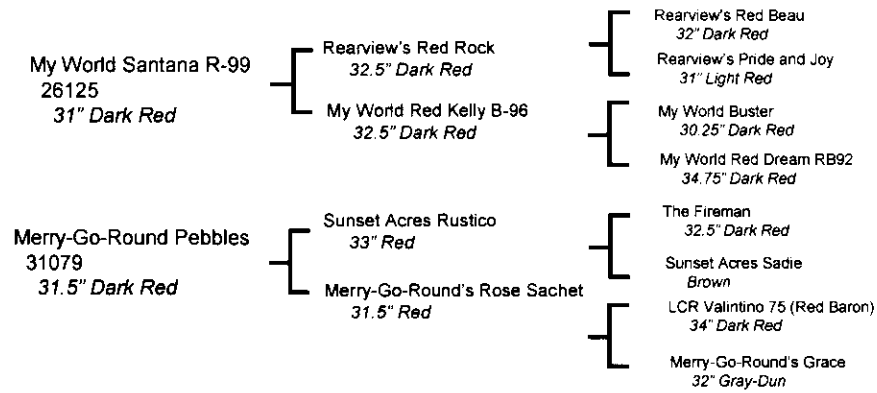 My World Santana R-99
26125
31" Dark Red
Rearview's Red Rock
32.5" Dark Red
My World Red Kelly B-96
32.5" Dark Red
Rearview's Red Beau
32" Dark Red
Rearview's Pride and Joy
31" Light Red
My World Buster
30.25" Dark Red
My World Red Dream RB92
34.75" Dark Red
Merry-Go-Round Pebbles
31079
31.5" Dark Red
Sunset Acres Rustico
33" Red
Merry-Go-Round's Rose Sachet
31.5" Red
The Fireman
32.5" Dark Red
Sunset Acres Sadie
Brown
LCR Valintino 75 (Red Baron)
34" Dark Red
Merry-Go-Round's Grace
32" Gray-Dun